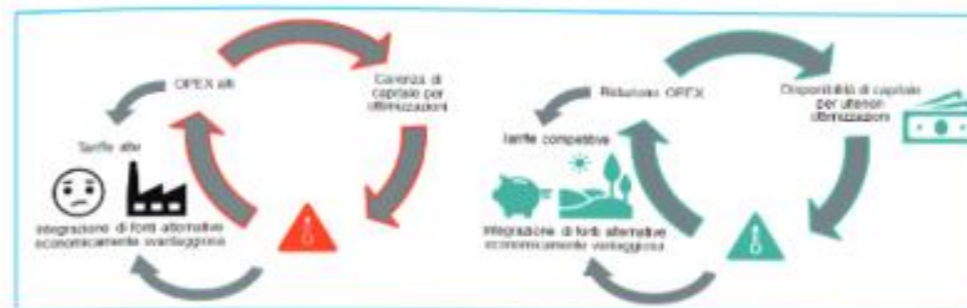 OPEX alti
Carenza di
capitale per
ottimizzazioni
Tariffe alte
Integrazione di fonti alternative
economicamente svantaggiosa
Riduzione OPEX
Disponibilità di capitale
per ulteriori
ottimizzazioni
Tariffe competitive
Integrazione di fonti alternative
economicamente vantaggiosa